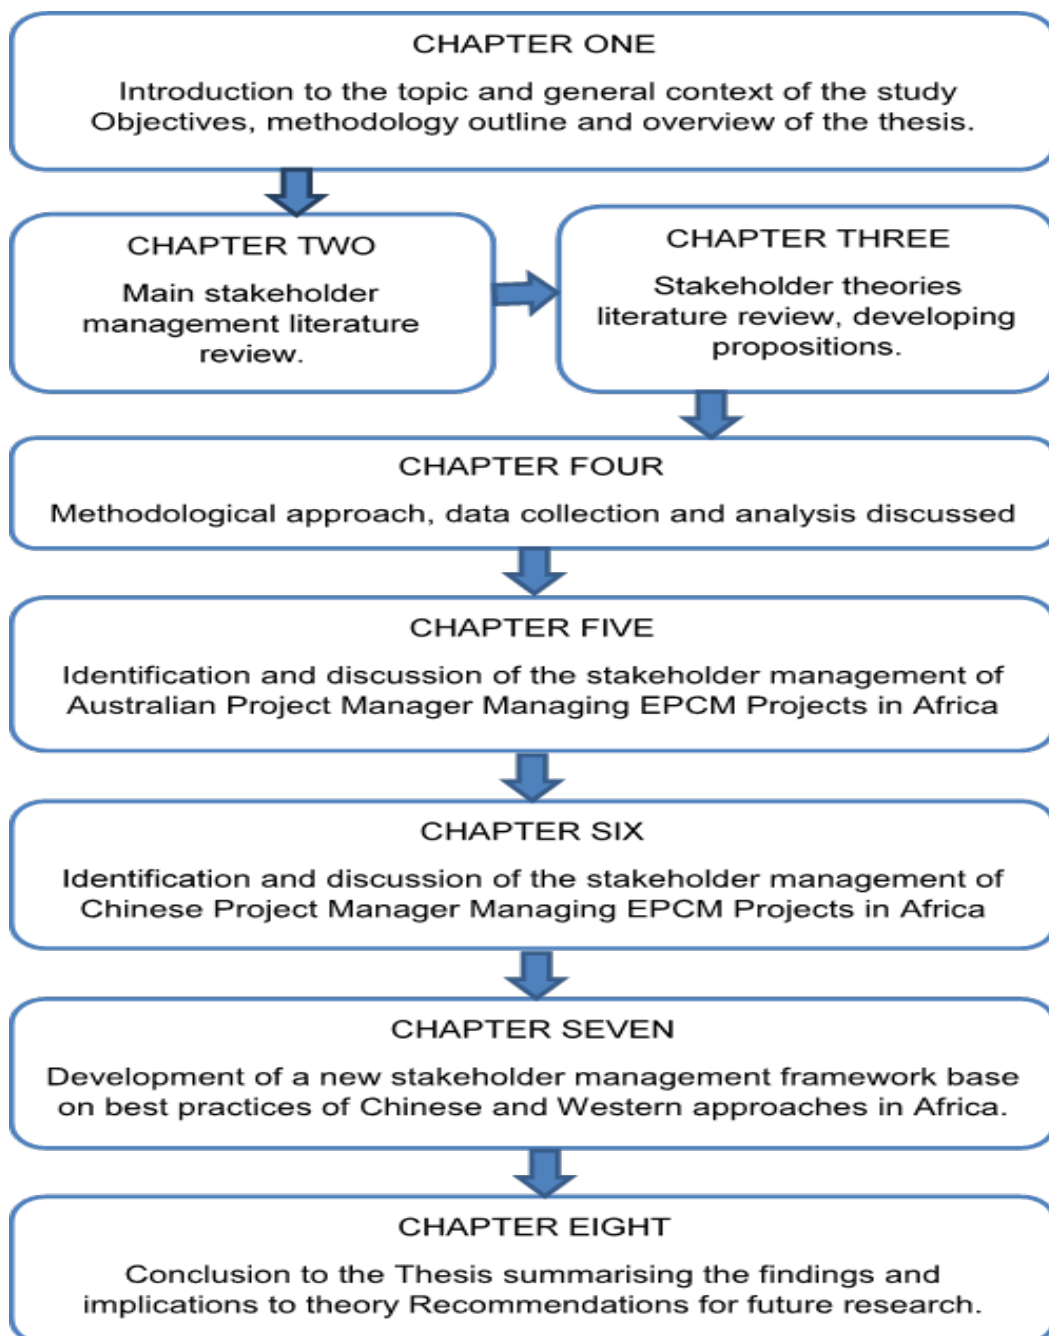 CHAPTER ONE
Introduction to the topic and general context of the study
Objectives, methodology outline and overview of the thesis.
CHAPTER TWO
Main stakeholder
management literature
review.
CHAPTER THREE
Stakeholder theories
literature review, developing
propositions.
CHAPTER FOUR
Methodological approach, data collection and analysis discussed
CHAPTER FIVE
Identification and discussion of the stakeholder management of
Australian Project Manager Managing EPCM Projects in Africa
CHAPTER SIX
Identification and discussion of the stakeholder management of
Chinese Project Manager Managing EPCM Projects in Africa
CHAPTER SEVEN
Development of a new stakeholder management framework base
on best practices of Chinese and Western approaches in Africa.
CHAPTER EIGHT
Conclusion to the Thesis summarising the findings and
implications to theory Recommendations for future research.